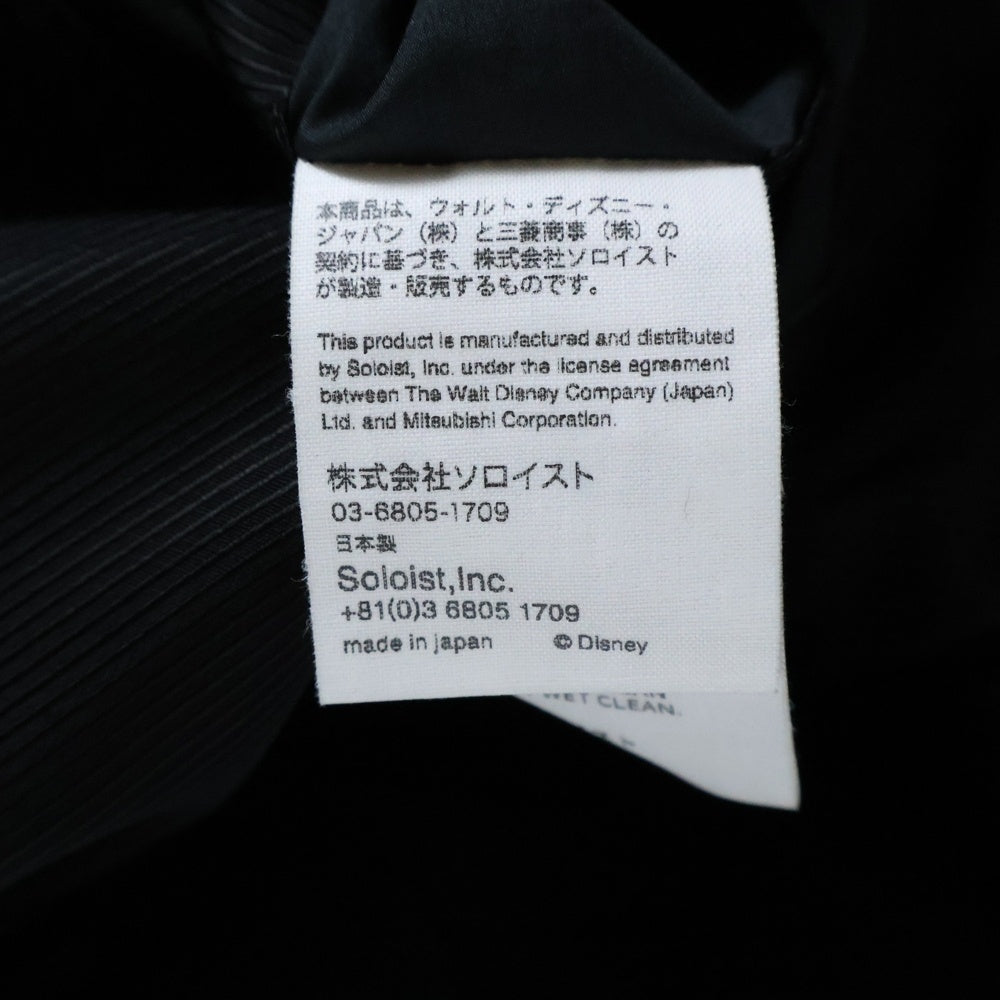 本商品は、ウォルト・ディズニー・
ジャパン（株）と三菱商事（株）の
契約に基づき、株式会社ソロイスト
が製造・販売するものです。
This product is manufactured and distributed
by Soloist, Inc. under the license agreement
between The Walt Disney Company (Japan)
Ltd. and Mitsubishi Corporation.
株式会社ソロイスト
03-6805-1709
日本製
Soloist,Inc.
+81(0)3 6805 1709
made in japan © Disney
WET CLEAN.